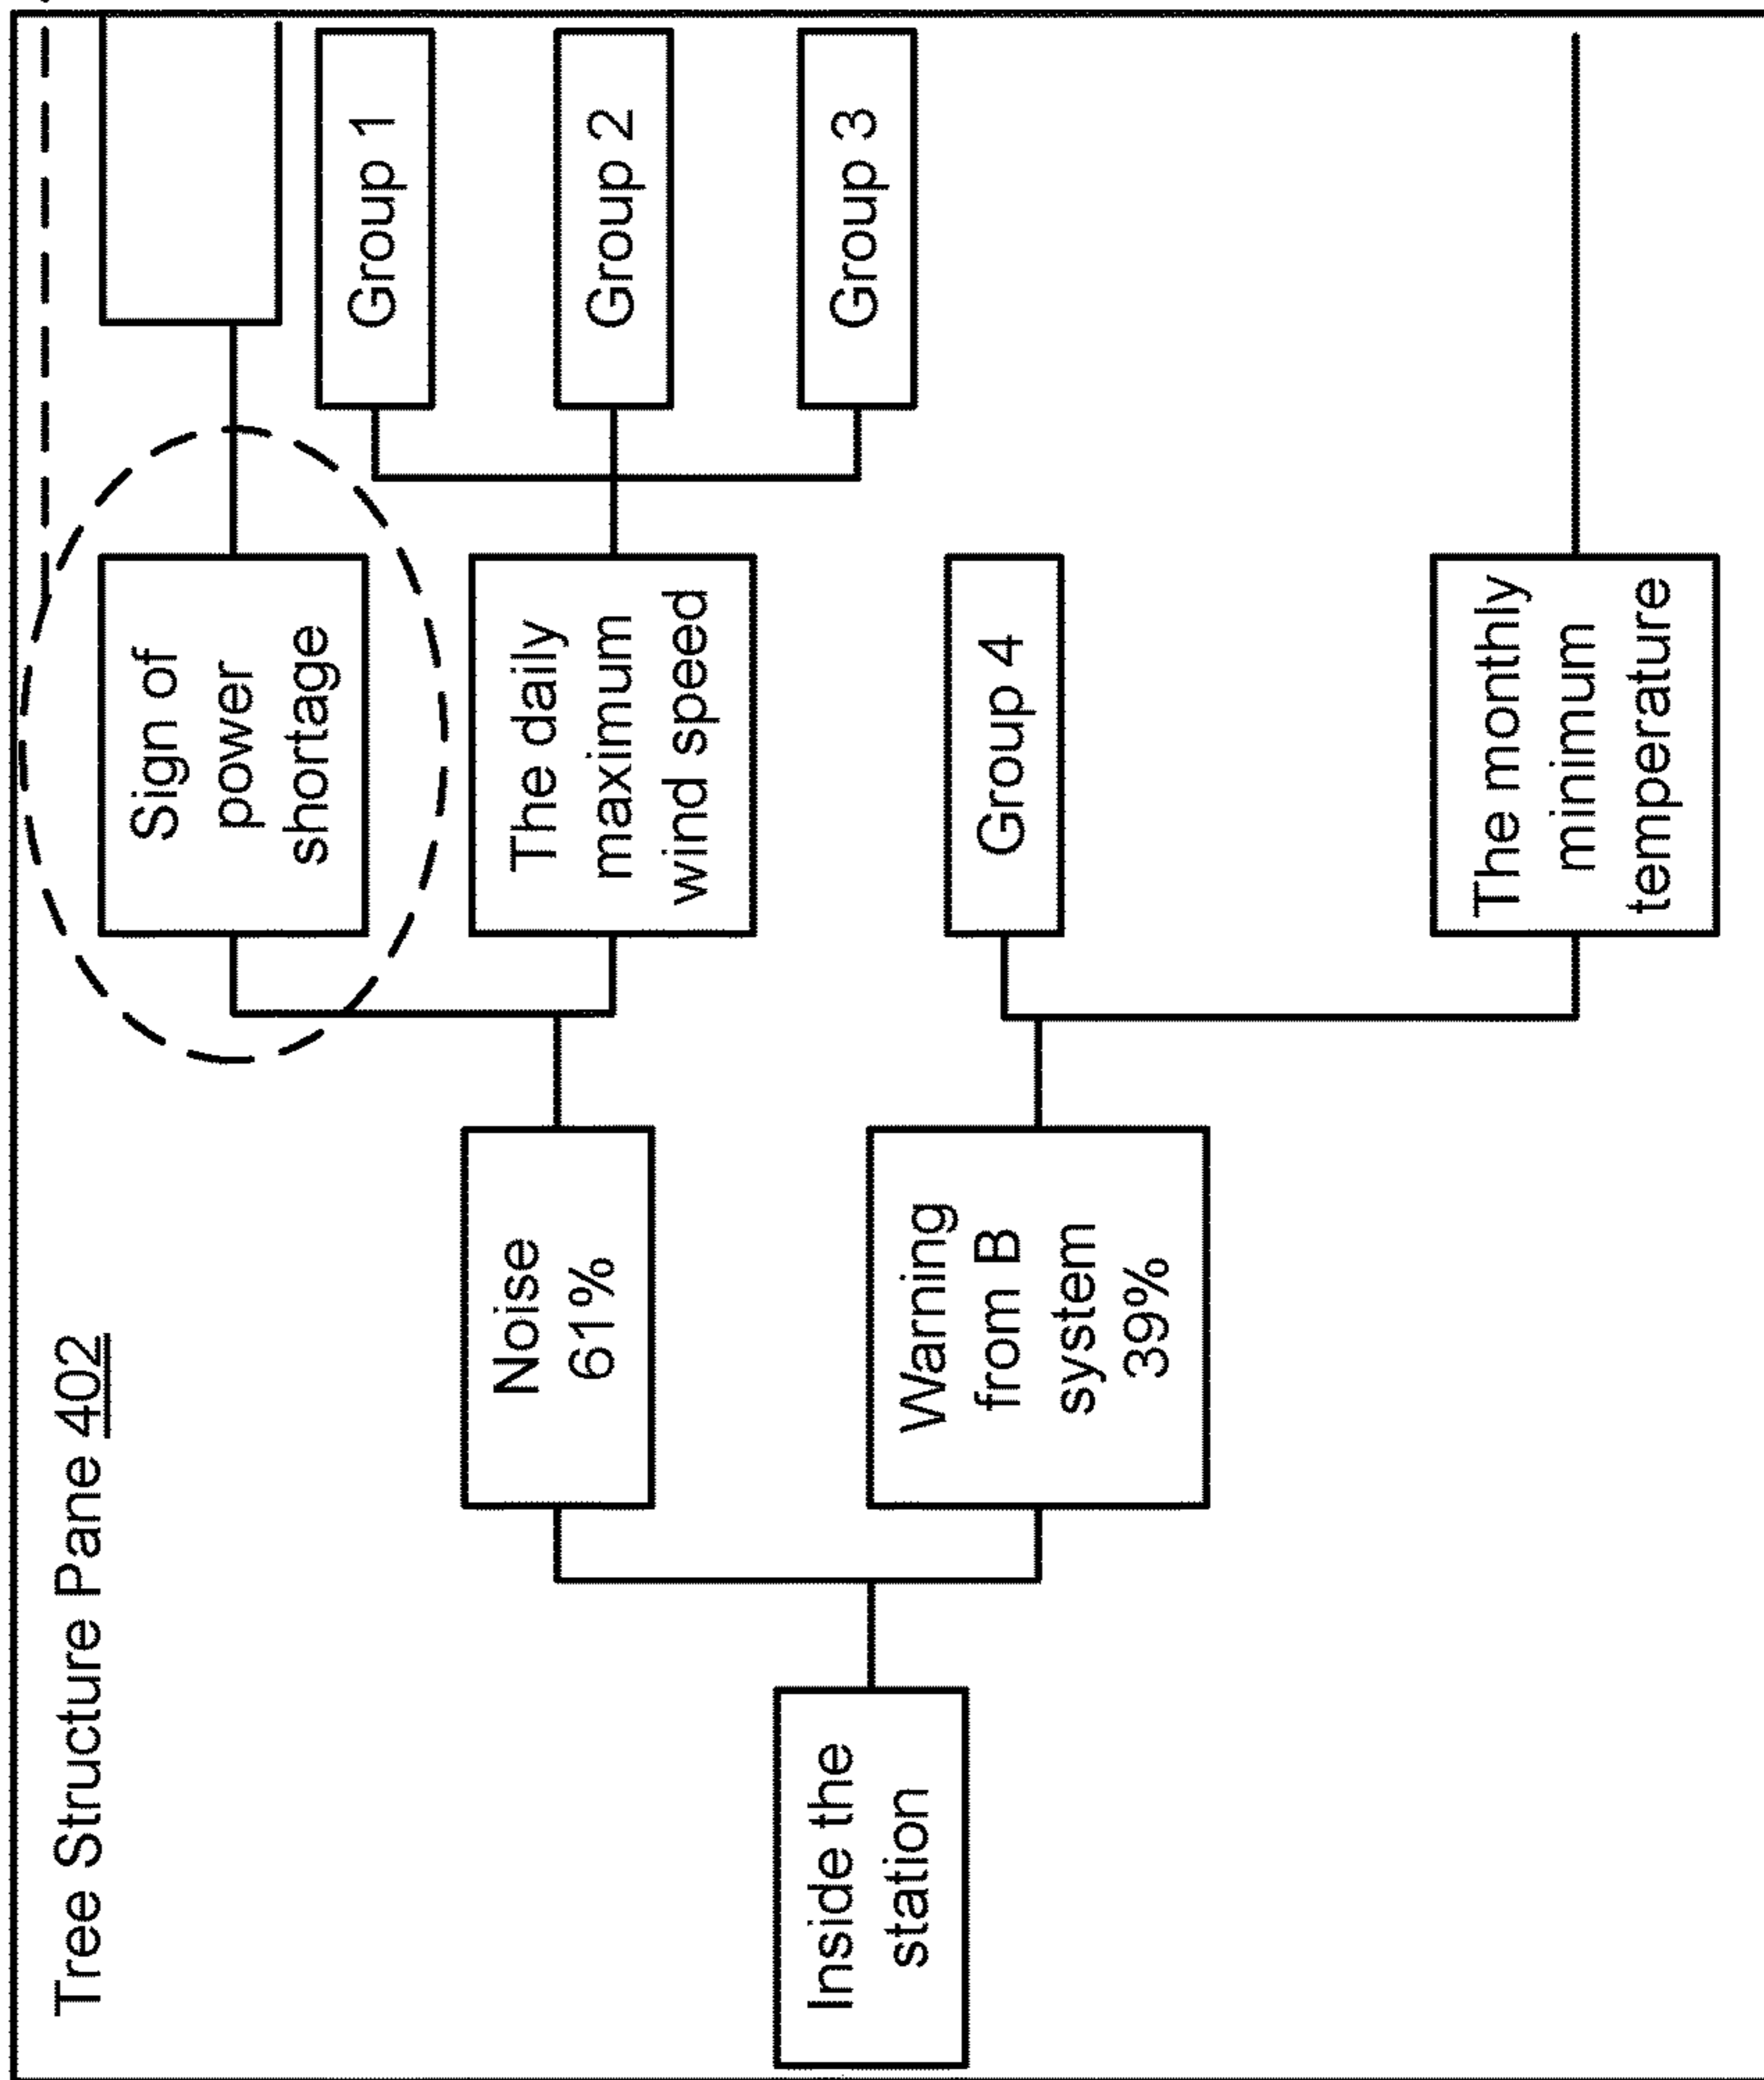 Tree Structure Pane 402
Inside the
station
Noise
61%
Warning
from B
system
39%
Sign of
power
shortage
The daily
maximum
wind speed
Group 4
The monthly
minimum
temperature
Group 1
Group 2
Group 3